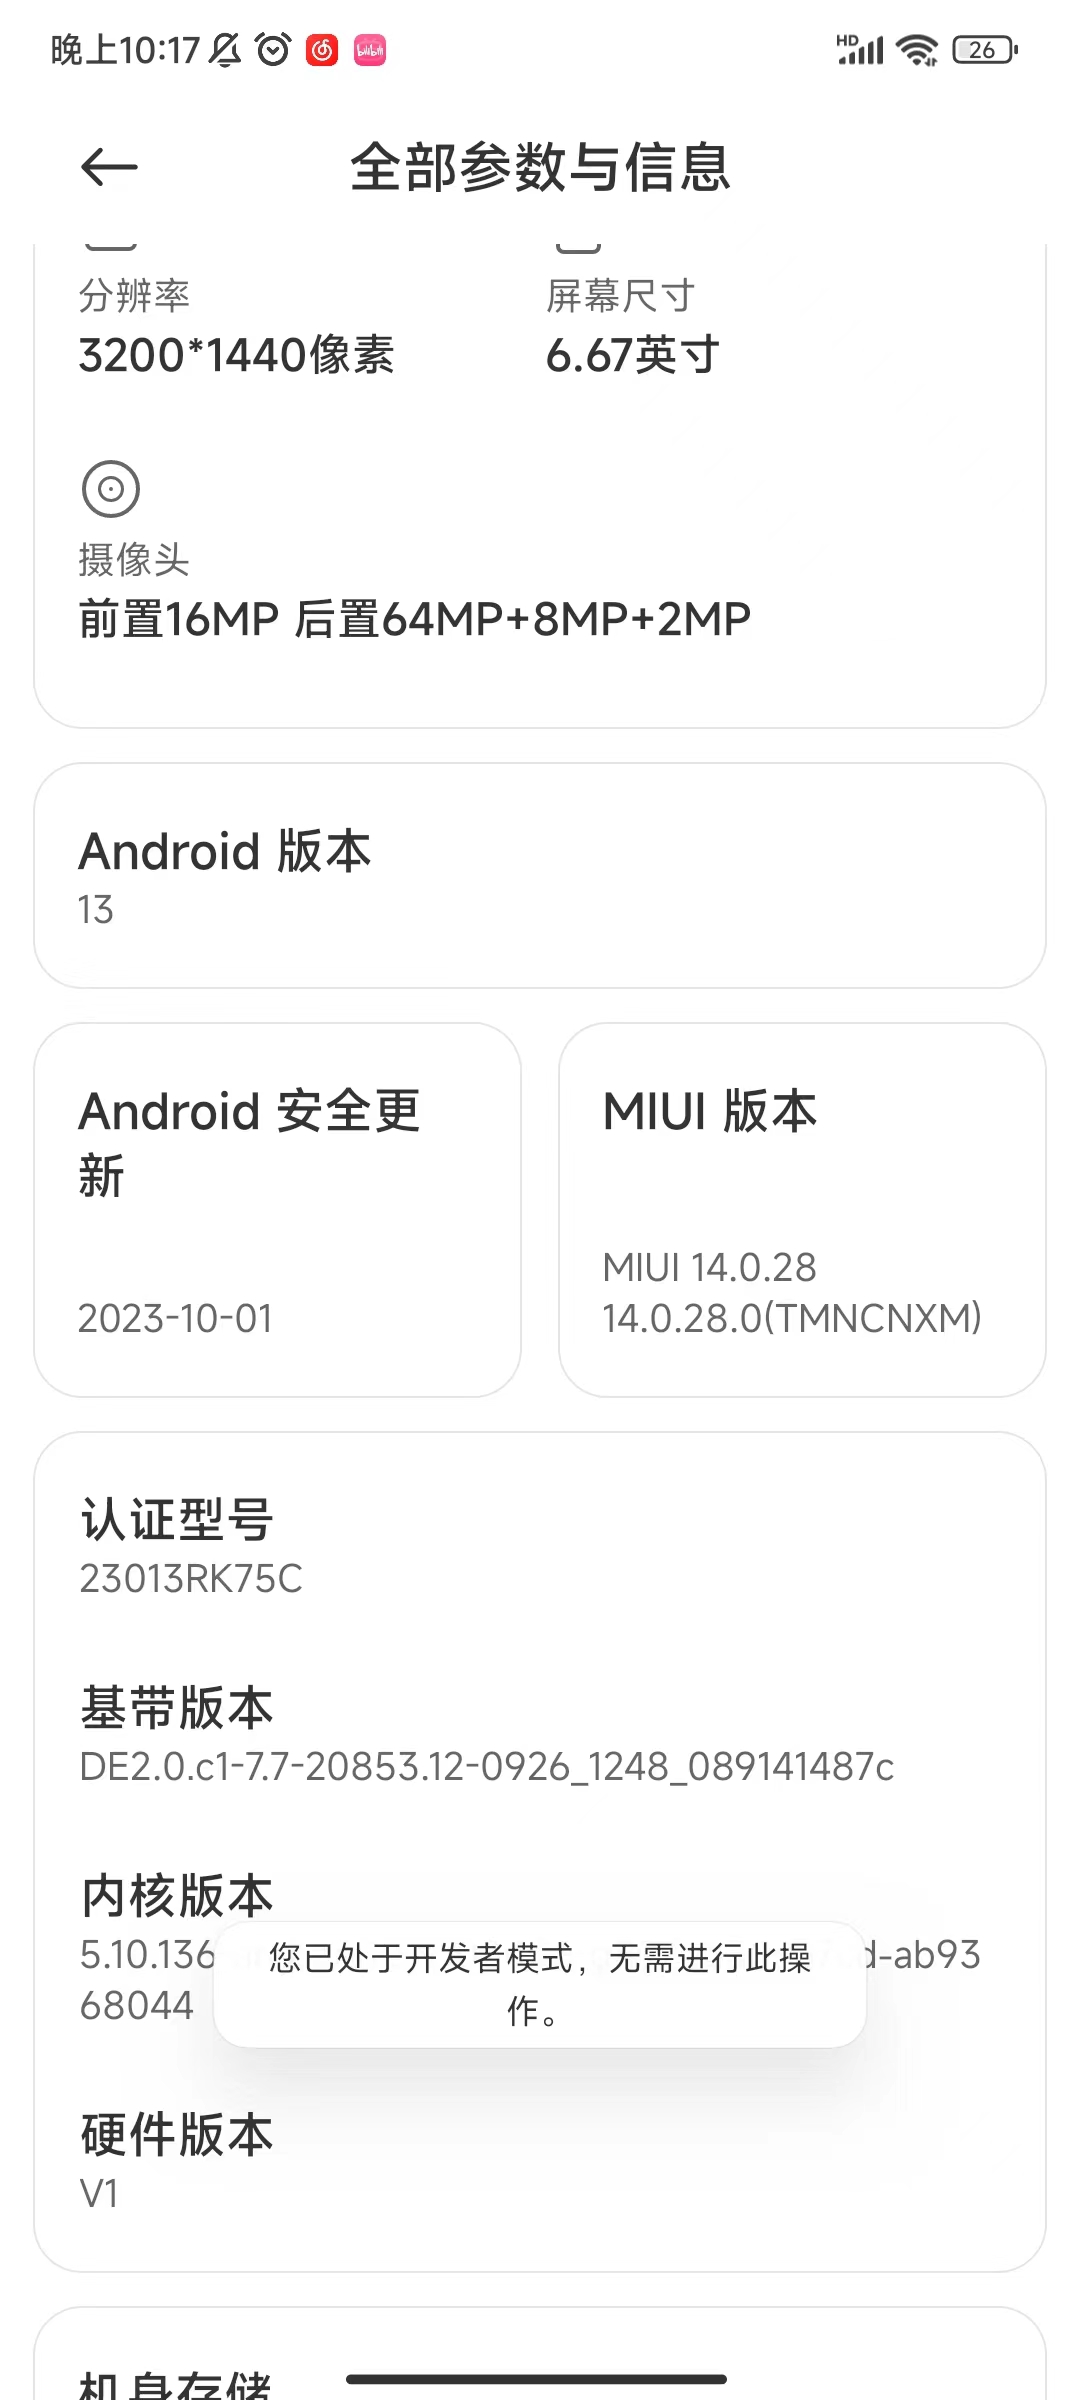 晚上10:17
HD
26
全部参数与信息
分辨率
屏幕尺寸
3200*1440像素
6.67英寸
摄像头
前置16MP 后置64MP+8MP+2MP
Android 版本
13
Android 安全更
新
2023-10-01
MIUI 版本
MIUI 14.0.28
14.0.28.0(TMNCNXM)
认证型号
23013RK75C
基带版本
DE2.0.c1-7.7-20853.12-0926_1248_089141487c
内核版本
5.10.136 d-ab93
68044
您已处于开发者模式，无需进行此操
作。
硬件版本
V1
机身存储